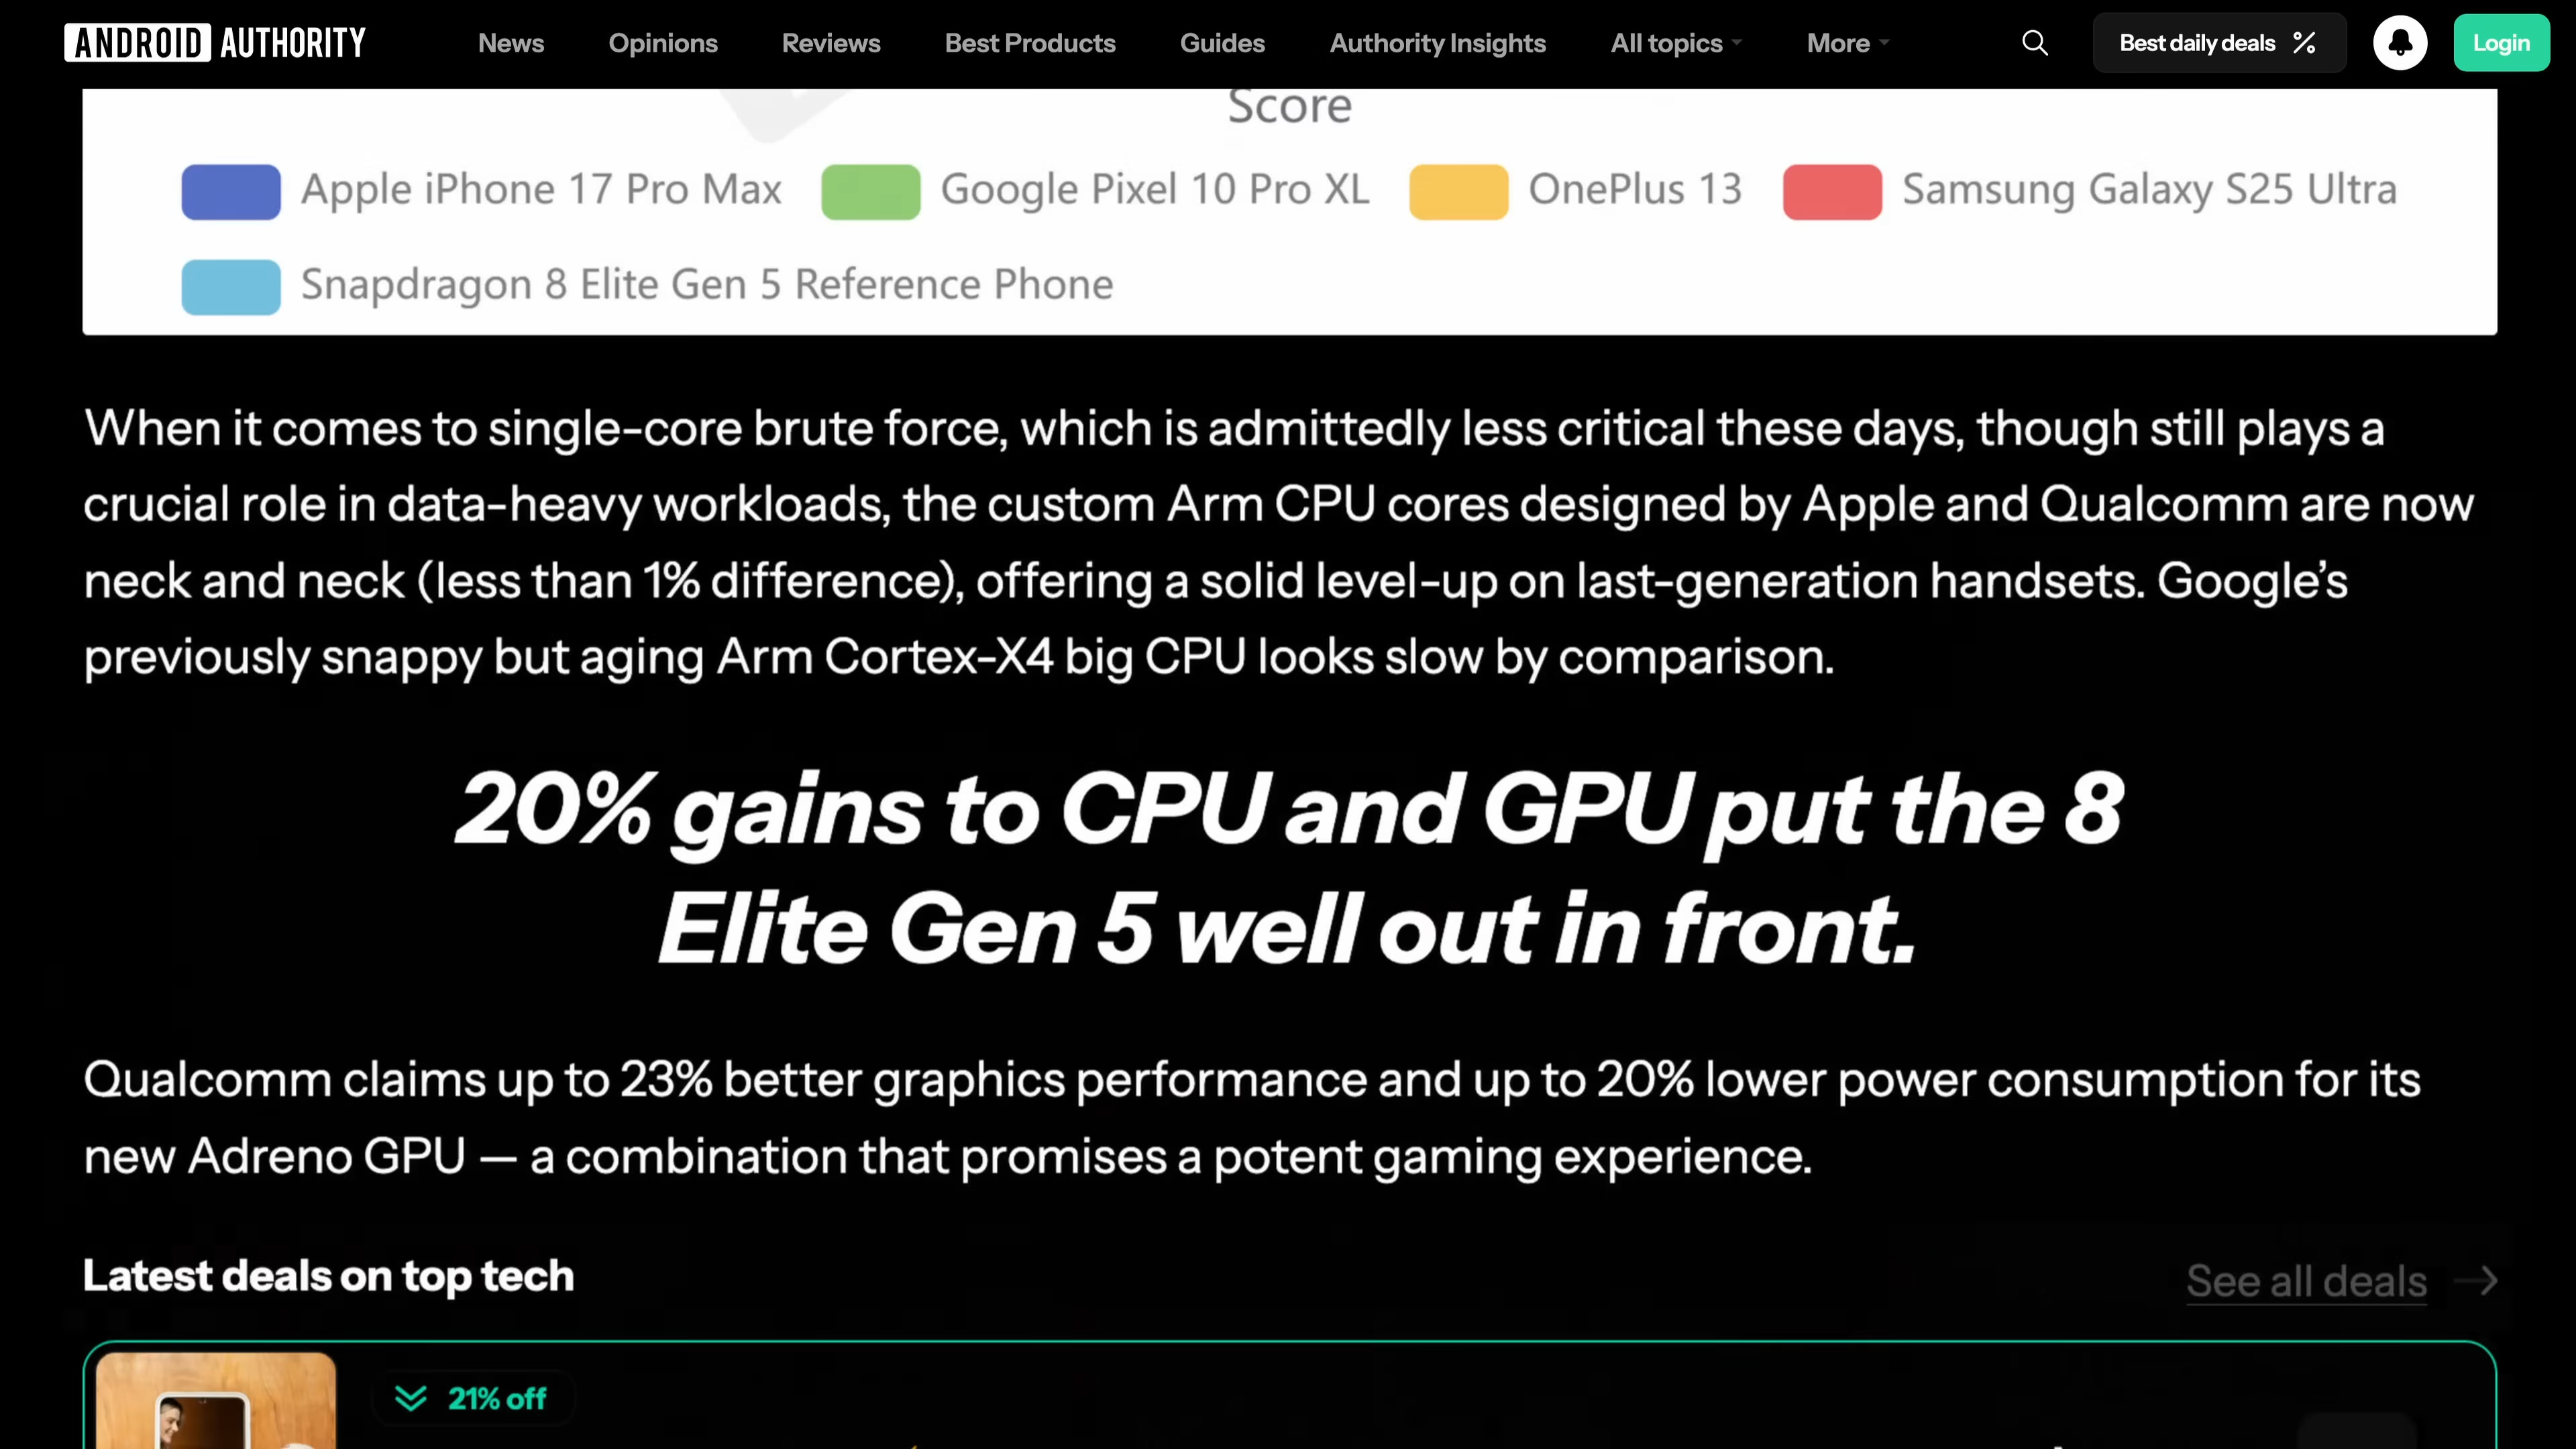 ANDROID AUTHORITY
News
Opinions
Reviews
Best Products
Guides
Authority Insights
All topics
More
Best daily deals
Login
Score
Apple iPhone 17 Pro Max
Google Pixel 10 Pro XL
OnePlus 13
Samsung Galaxy S25 Ultra
Snapdragon 8 Elite Gen 5 Reference Phone
When it comes to single-core brute force, which is admittedly less critical these days, though still plays a
crucial role in data-heavy workloads, the custom Arm CPU cores designed by Apple and Qualcomm are now
neck and neck (less than 1% difference), offering a solid level-up on last-generation handsets. Google’s
previously snappy but aging Arm Cortex-X4 big CPU looks slow by comparison.
20% gains to CPU and GPU put the 8
Elite Gen 5 well out in front.
Qualcomm claims up to 23% better graphics performance and up to 20% lower power consumption for its
new Adreno GPU — a combination that promises a potent gaming experience.
Latest deals on top tech
See all deals
21% off